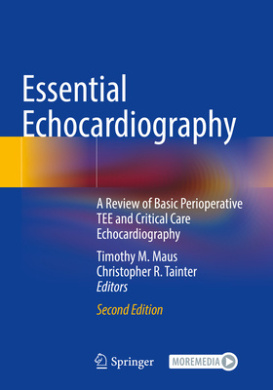 Essential
Echocardiography
A Review of Basic Perioperative
TEE and Critical Care
Echocardiography
Timothy M. Maus
Christopher R. Tainter
Editors
Second Edition
Springer
MOREMEDIA